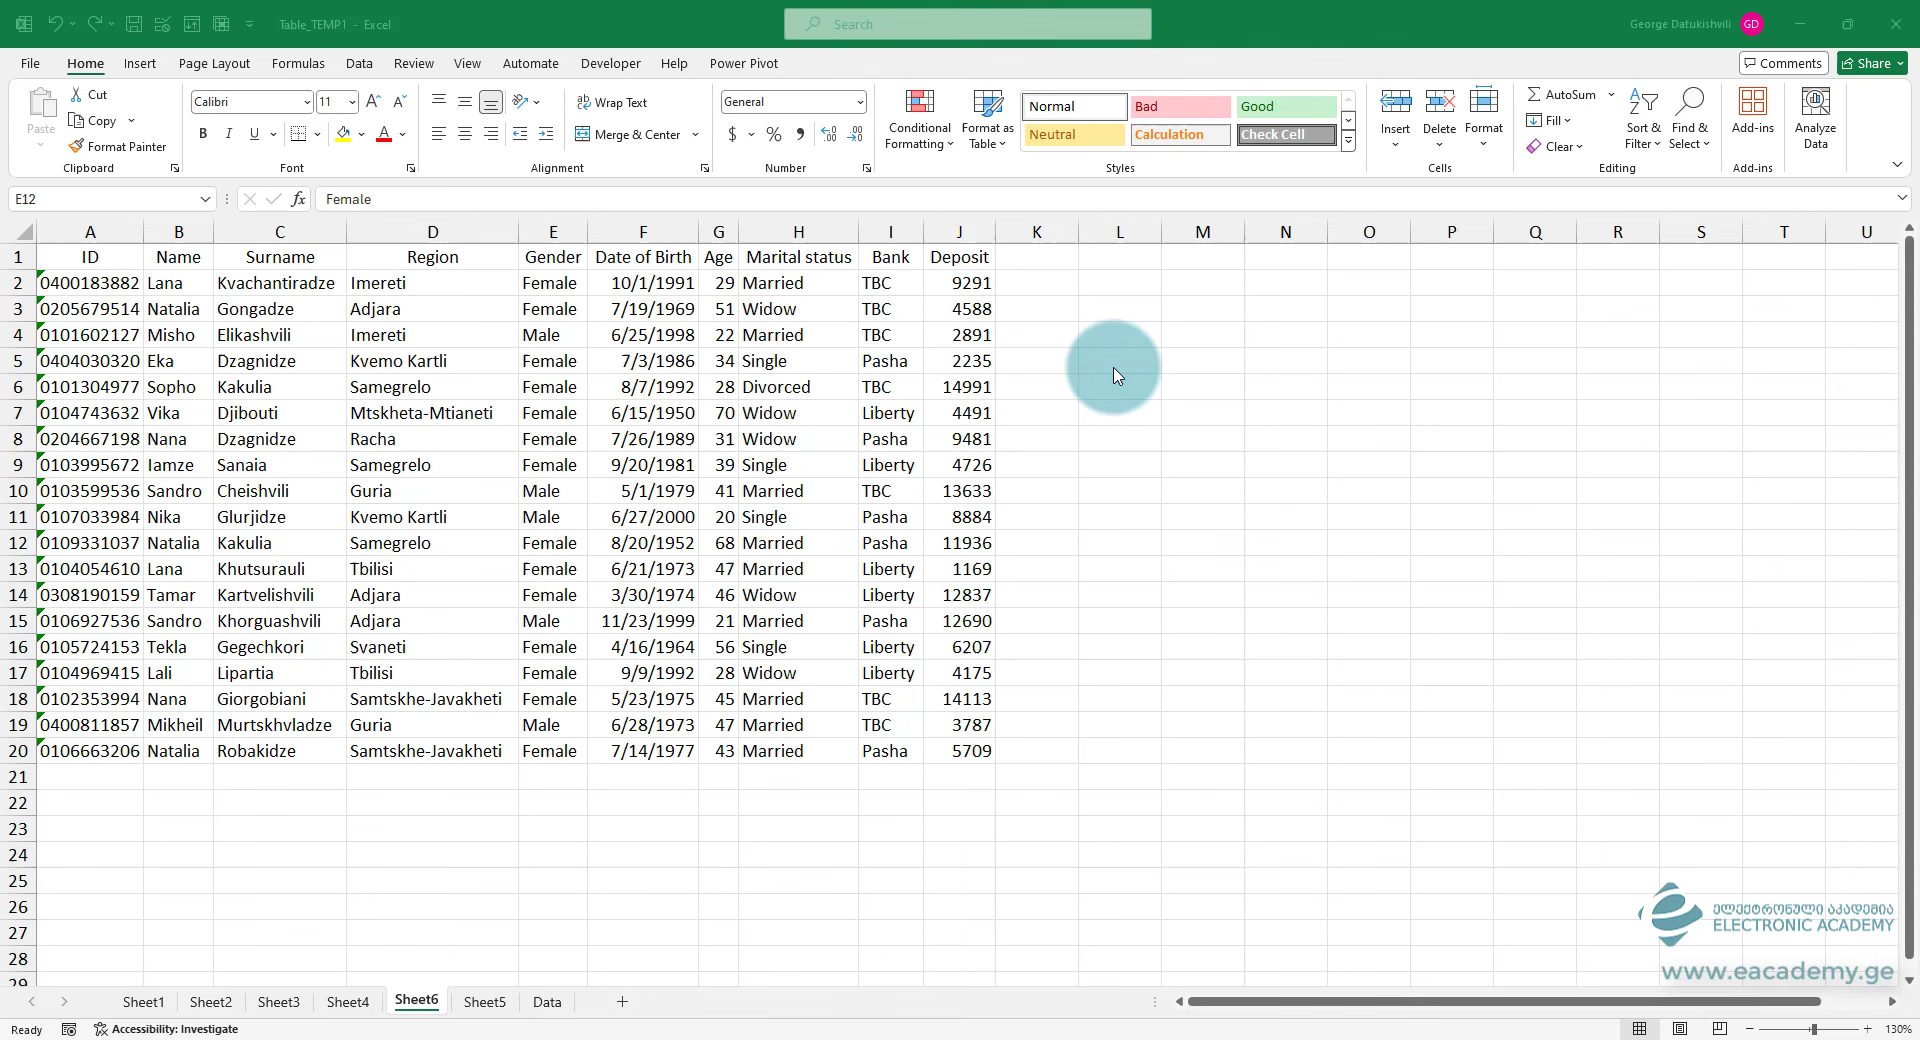 Table_TEMP1 - Excel
Search
George Datukishvili GD
File Home Insert Page Layout Formulas Data Review View Automate Developer Help Power Pivot Comments Share
Paste
Cut
Copy
Format Painter
Clipboard
Calibri 11
B I U
Font
Wrap Text
Merge & Center
Alignment
General
$ % ,
Number
Conditional Formatting
Format as Table
Normal Bad Good
Neutral Calculation Check Cell
Styles
Insert Delete Format
Cells
AutoSum
Fill
Clear
Sort & Filter
Find & Select
Editing
Add-ins
Add-ins
Analyze Data
E12 fx Female
A B C D E F G H I J K L M N O P Q R S T U
1 ID Name Surname Region Gender Date of Birth Age Marital status Bank Deposit
2 0400183882 Lana Kvachantiradze Imereti Female 10/1/1991 29 Married TBC 9291
3 0205679514 Natalia Gongadze Adjara Female 7/19/1969 51 Widow TBC 4588
4 0101602127 Misho Elikashvili Imereti Male 6/25/1998 22 Married TBC 2891
5 0404030320 Eka Dzagnidze Kvemo Kartli Female 7/3/1986 34 Single Pasha 2235
6 0101304977 Sopho Kakulia Samegrelo Female 8/7/1992 28 Divorced TBC 14991
7 0104743632 Vika Djibouti Mtskheta-Mtianeti Female 6/15/1950 70 Widow Liberty 4491
8 0204667198 Nana Dzagnidze Racha Female 7/26/1989 31 Widow Pasha 9481
9 0103995672 Iamze Sanaia Samegrelo Female 9/20/1981 39 Single Liberty 4726
10 0103599536 Sandro Cheishvili Guria Male 5/1/1979 41 Married TBC 13633
11 0107033984 Nika Glurjidze Kvemo Kartli Male 6/27/2000 20 Single Pasha 8884
12 0109331037 Natalia Kakulia Samegrelo Female 8/20/1952 68 Married Pasha 11936
13 0104054610 Lana Khutsurauli Tbilisi Female 6/21/1973 47 Married Liberty 1169
14 0308190159 Tamar Kartvelishvili Adjara Female 3/30/1974 46 Widow Liberty 12837
15 0106927536 Sandro Khorguashvili Adjara Male 11/23/1999 21 Married Pasha 12690
16 0105724153 Tekla Gegechkori Svaneti Female 4/16/1964 56 Single Liberty 6207
17 0104969415 Lali Lipartia Tbilisi Female 9/9/1992 28 Widow Liberty 4175
18 0102353994 Nana Giorgobiani Samtskhe-Javakheti Female 5/23/1975 45 Married TBC 14113
19 0400811857 Mikheil Murtskhvladze Guria Male 6/28/1973 47 Married TBC 3787
20 0106663206 Natalia Robakidze Samtskhe-Javakheti Female 7/14/1977 43 Married Pasha 5709
21
22
23
24
25
26
27
28
29
ელექტრონული აკადემია
ELECTRONIC ACADEMY
www.eacademy.ge
Sheet1 Sheet2 Sheet3 Sheet4 Sheet6 Sheet5 Data
Ready Accessibility: Investigate 130%